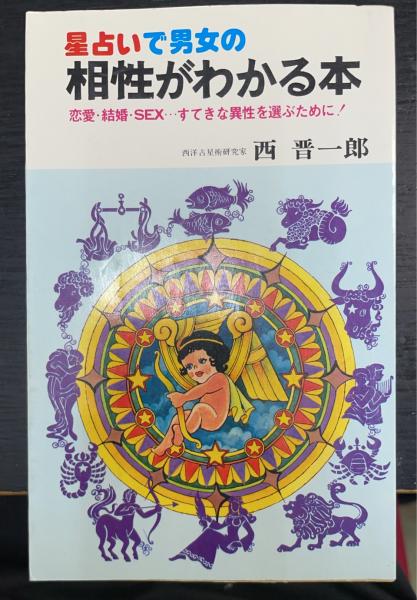 星占いで男女の
相性がわかる本
恋愛・結婚・SEX…すてきな異性を選ぶために!
西洋占星術研究家 西 晋一郎